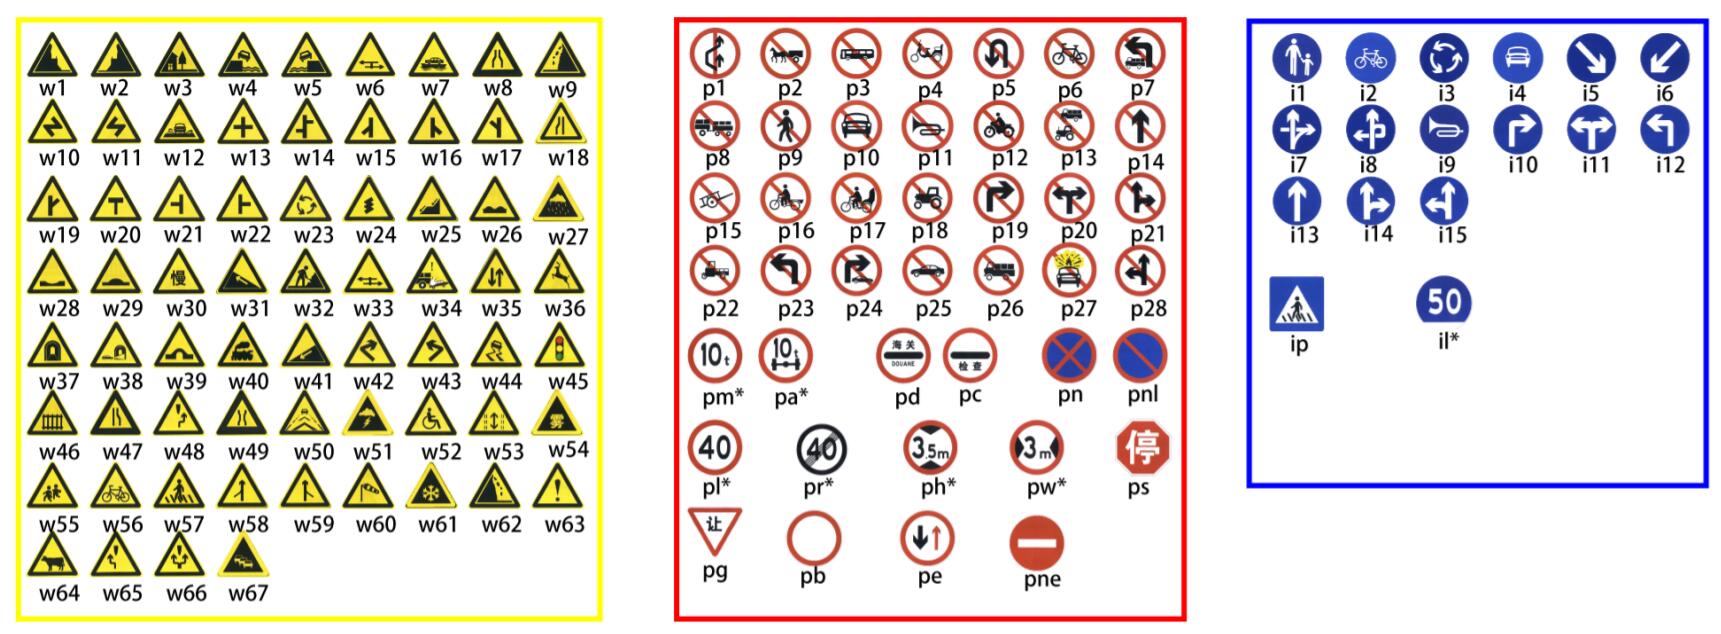 w1 w2 w3 w4 w5 w6 w7 w8 w9
w10 w11 w12 w13 w14 w15 w16 w17 w18
w19 w20 w21 w22 w23 w24 w25 w26 w27
慢
w28 w29 w30 w31 w32 w33 w34 w35 w36
w37 w38 w39 w40 w41 w42 w43 w44 w45
雾
w46 w47 w48 w49 w50 w51 w52 w53 w54
!
w55 w56 w57 w58 w59 w60 w61 w62 w63
w64 w65 w66 w67
p1 p2 p3 p4 p5 p6 p7
p8 p9 p10 p11 p12 p13 p14
p15 p16 p17 p18 p19 p20 p21
p22 p23 p24 p25 p26 p27 p28
10t 10t 海关 DOUANE 检查
pm* pa* pd pc pn pnl
40 40 3.5m 3m 停
pl* pr* ph* pw* ps
让
pg pb pe pne
i1 i2 i3 i4 i5 i6
i7 i8 i9 i10 i11 i12
i13 i14 i15
50
ip il*